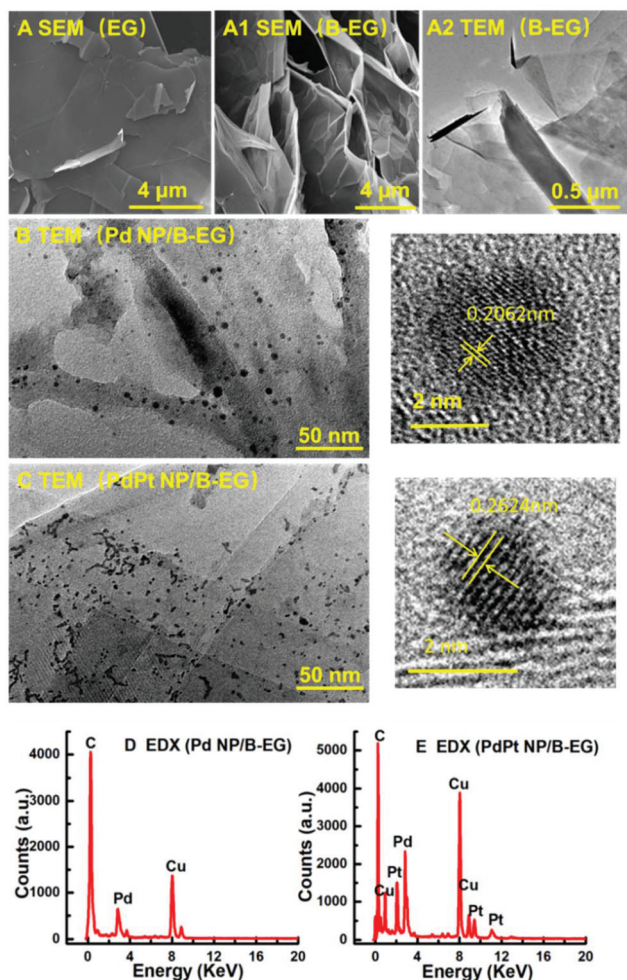 A SEM (EG)
4 μm
A1 SEM (B-EG)
4 μm
A2 TEM (B-EG)
0.5 μm
B TEM (Pd NP/B-EG)
50 nm
0.2062nm
2 nm
C TEM (PdPt NP/B-EG)
50 nm
0.2624nm
2 nm
D EDX (Pd NP/B-EG)
C
Pd
Cu
4000
3000
2000
1000
0
Counts (a.u.)
0 4 8 12 16 20
Energy (KeV)
E EDX (PdPt NP/B-EG)
C
Cu
Pt
Pd
Cu
Cu
Pt
Pt
5000
4000
3000
2000
1000
0
Counts (a.u.)
0 4 8 12 16 20
Energy (KeV)